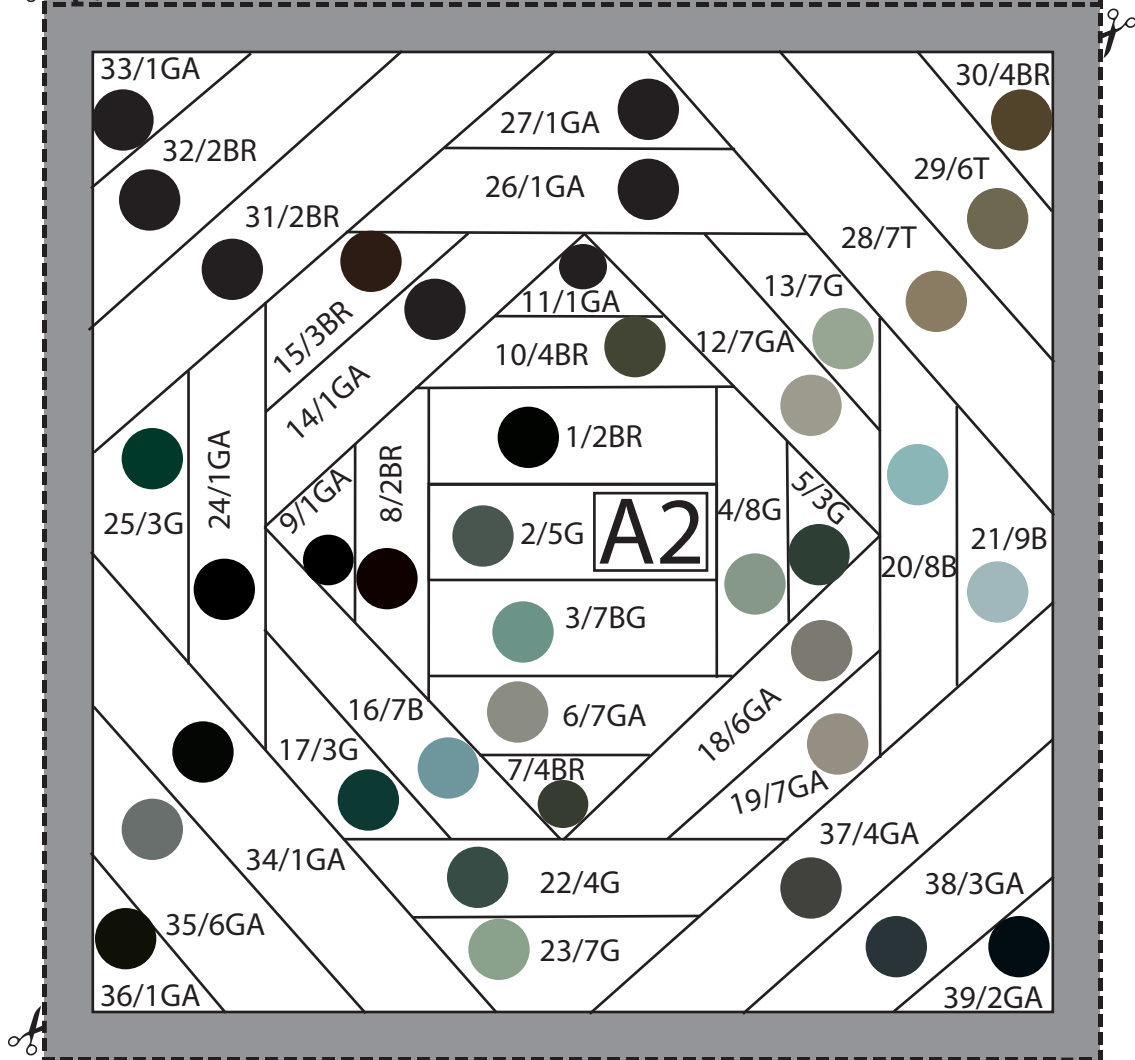 33/1GA
30/4BR
27/1GA
32/2BR
29/6T
26/1GA
31/2BR
28/7T
13/7G
11/1GA
15/3BR
12/7GA
10/4BR
14/1GA
1/2BR
24/1GA
8/2BR
9/1GA
5/3G
4/8G
25/3G
2/5G
A2
21/9B
20/8B
3/7BG
16/7B
6/7GA
18/6GA
17/3G
7/4BR
19/7GA
37/4GA
34/1GA
22/4G
38/3GA
35/6GA
23/7G
36/1GA
39/2GA